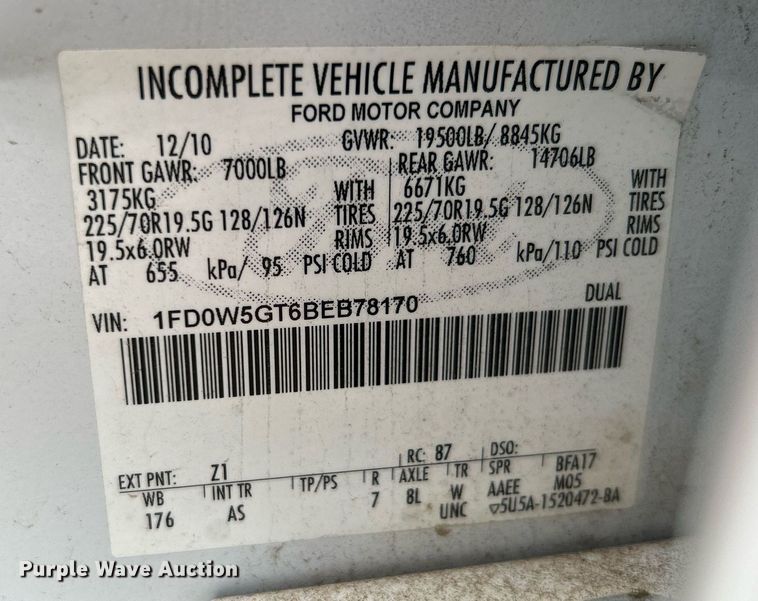 INCOMPLETE VEHICLE MANUFACTURED BY
FORD MOTOR COMPANY
DATE: 12/10 GVWR: 19500LB/ 8845KG
FRONT GAWR: 7000LB REAR GAWR: 14706LB
3175KG WITH 6671KG WITH
225/70R19.5G 128/126N TIRES 225/70R19.5G 128/126N TIRES
19.5x6.0RW RIMS 19.5x6.0RW RIMS
AT 655 kPa/ 95 PSI COLD AT 760 kPa/110 PSI COLD
DUAL
VIN: 1FD0W5GT6BEB78170
EXT PNT: Z1 RC: 87 DSO:
WB INT TR TP/PS R AXLE TR SPR BFA17
176 AS 7 8L W AAEE M05
UNC ▽5U5A-1520472-BA
Purple Wave Auction